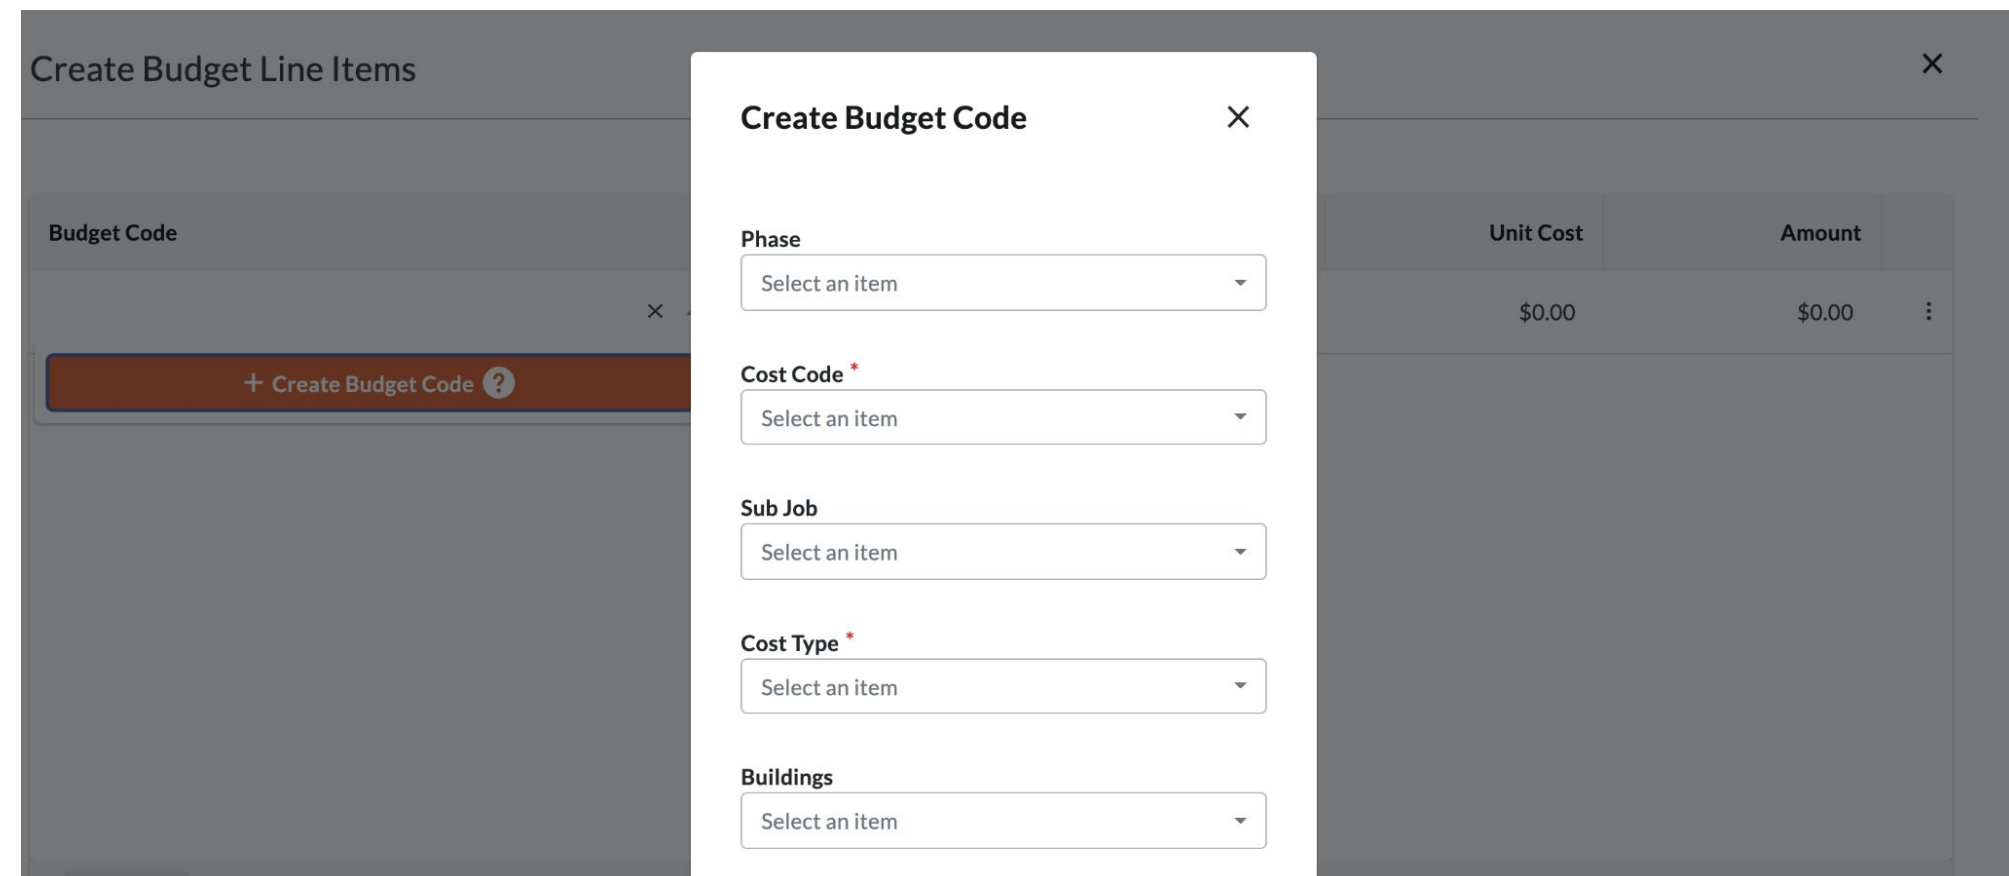 Create Budget Line Items
Create Budget Code
Budget Code
Unit Cost
Amount
$0.00
$0.00
+ Create Budget Code ?
Phase
Select an item
Cost Code *
Select an item
Sub Job
Select an item
Cost Type *
Select an item
Buildings
Select an item